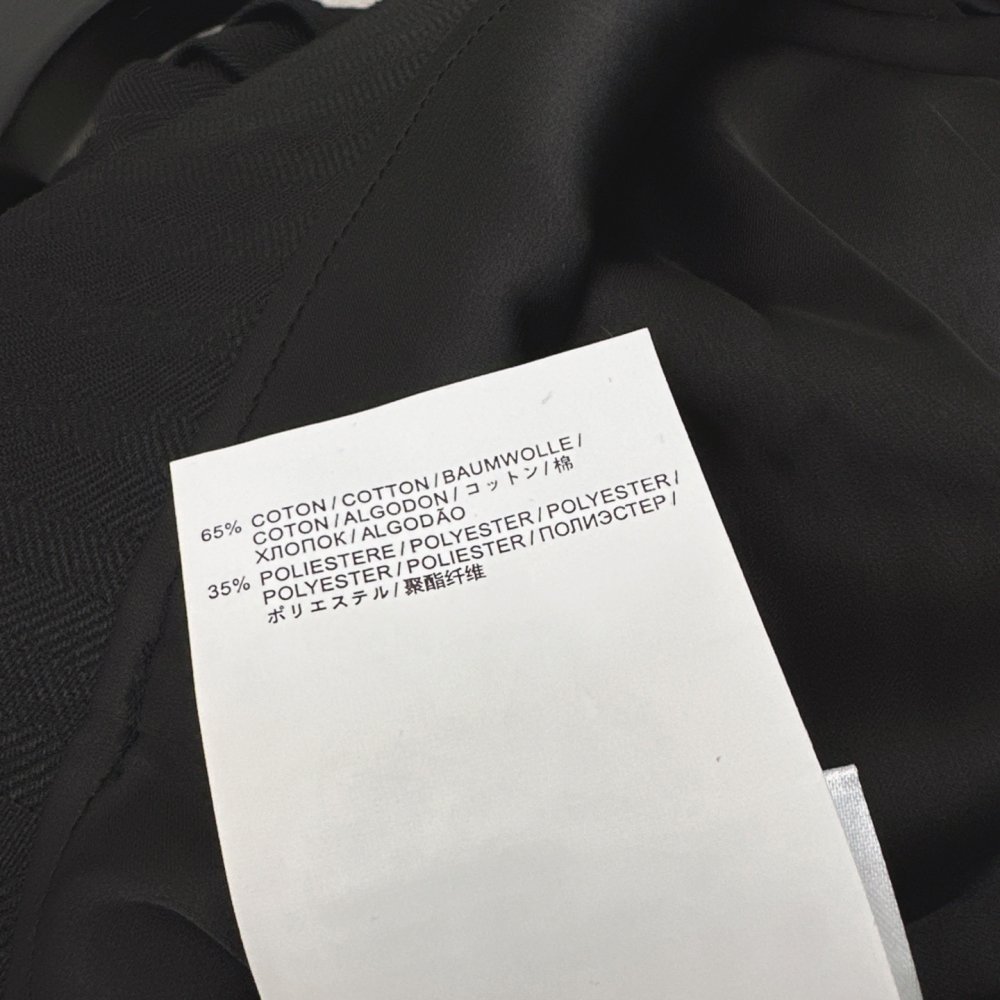 65% COTON / COTTON / BAUMWOLLE /
COTON / ALGODON / コットン / 棉
ХЛОПОК / ALGODÃO
35% POLIESTERE / POLYESTER / POLYESTER /
POLYESTER / POLIESTER / ПОЛИЭСТЕР /
ポリエステル / 聚酯纤维